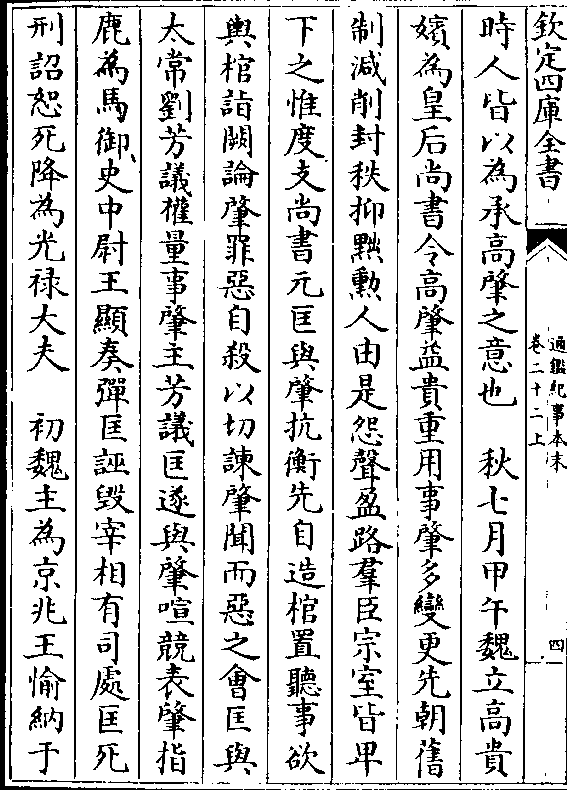 欽定四庫全書
通鑑紀事本末
卷二十二上
四
時人皆以為承高肇之意也　秋七月甲午魏立高貴
嬪為皇后尚書令高肇益貴重用事肇多變更先朝舊
制減削封秩抑黜勲人由是怨聲盈路羣臣宗室皆卑
下之惟度支尚書元匡與肇抗衡先自造棺置聽事欲
輿棺詣闕論肇罪惡自殺以切諫肇聞而惡之會匡與
太常劉芳議權量事肇主芳議匡遂與肇喧競表肇指
鹿為馬御史中尉王顯奏彈匡誣毀宰相有司處匡死
刑詔恕死降為光禄大夫　初魏主為京兆王愉納于